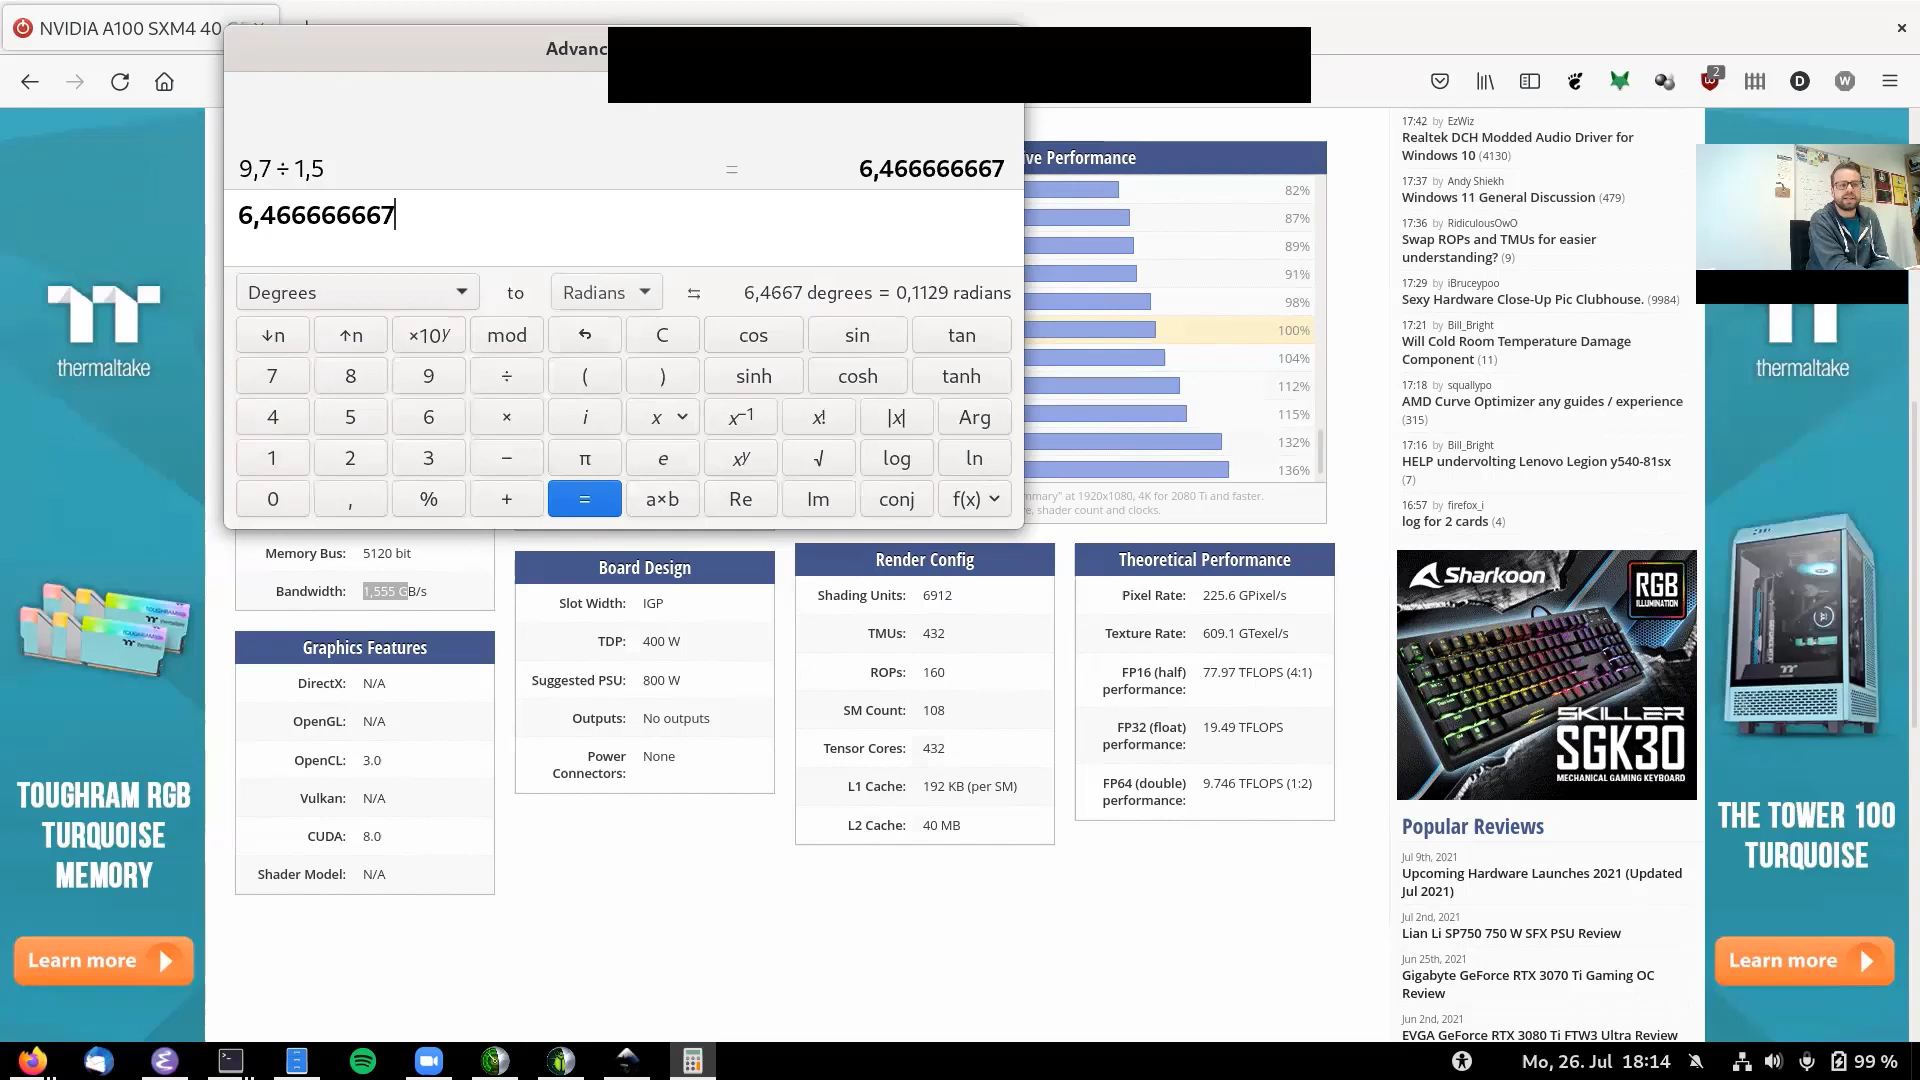 NVIDIA A100 SXM4 40
Advanc
2
9,7 ÷ 1,5 = 6,466666667
6,466666667
Degrees to Radians 6,4667 degrees = 0,1129 radians
↓n ↑n ×10ʸ mod C cos sin tan
7 8 9 ÷ ( ) sinh cosh tanh
4 5 6 × i x x⁻¹ x! |x| Arg
1 2 3 − π e xʸ √ log ln
0 , % + = a×b Re Im conj f(x)
ve Performance
82%
87%
89%
91%
98%
100%
104%
112%
115%
132%
136%
mmary" at 1920x1080, 4K for 2080 Ti and faster.
e, shader count and clocks.
Memory Bus: 5120 bit
Bandwidth: 1,555 GB/s
Graphics Features
DirectX: N/A
OpenGL: N/A
OpenCL: 3.0
Vulkan: N/A
CUDA: 8.0
Shader Model: N/A
Board Design
Slot Width: IGP
TDP: 400 W
Suggested PSU: 800 W
Outputs: No outputs
Power Connectors: None
Render Config
Shading Units: 6912
TMUs: 432
ROPs: 160
SM Count: 108
Tensor Cores: 432
L1 Cache: 192 KB (per SM)
L2 Cache: 40 MB
Theoretical Performance
Pixel Rate: 225.6 GPixel/s
Texture Rate: 609.1 GTexel/s
FP16 (half) performance: 77.97 TFLOPS (4:1)
FP32 (float) performance: 19.49 TFLOPS
FP64 (double) performance: 9.746 TFLOPS (1:2)
17:42 by EzWiz
Realtek DCH Modded Audio Driver for
Windows 10 (4130)
17:37 by Andy Shiekh
Windows 11 General Discussion (479)
17:36 by RidiculousOwO
Swap ROPs and TMUs for easier
understanding? (9)
17:29 by iBruceypoo
Sexy Hardware Close-Up Pic Clubhouse. (9984)
17:21 by Bill_Bright
Will Cold Room Temperature Damage
Component (11)
17:18 by squallypo
AMD Curve Optimizer any guides / experience
(315)
17:16 by Bill_Bright
HELP undervolting Lenovo Legion y540-81sx
(7)
16:57 by firefox_i
log for 2 cards (4)
Sharkoon
RGB
ILLUMINATION
SKILLER
SGK30
MECHANICAL GAMING KEYBOARD
Popular Reviews
Jul 9th, 2021
Upcoming Hardware Launches 2021 (Updated
Jul 2021)
Jul 2nd, 2021
Lian Li SP750 750 W SFX PSU Review
Jun 25th, 2021
Gigabyte GeForce RTX 3070 Ti Gaming OC
Review
Jun 2nd, 2021
EVGA GeForce RTX 3080 Ti FTW3 Ultra Review
thermaltake
TOUGHRAM RGB
TURQUOISE
MEMORY
Learn more
thermaltake
THE TOWER 100
TURQUOISE
Learn more
D
W
Mo, 26. Jul 18:14
99 %